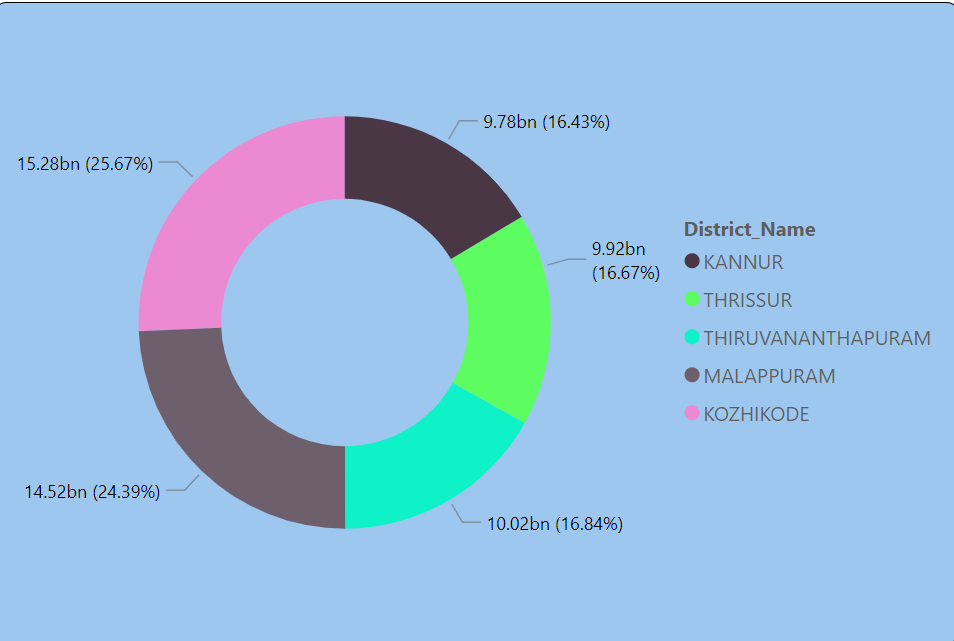 9.78bn (16.43%)
15.28bn (25.67%)
9.92bn
(16.67%)
14.52bn (24.39%)
10.02bn (16.84%)
District_Name
KANNUR
THRISSUR
THIRUVANANTHAPURAM
MALAPPURAM
KOZHIKODE